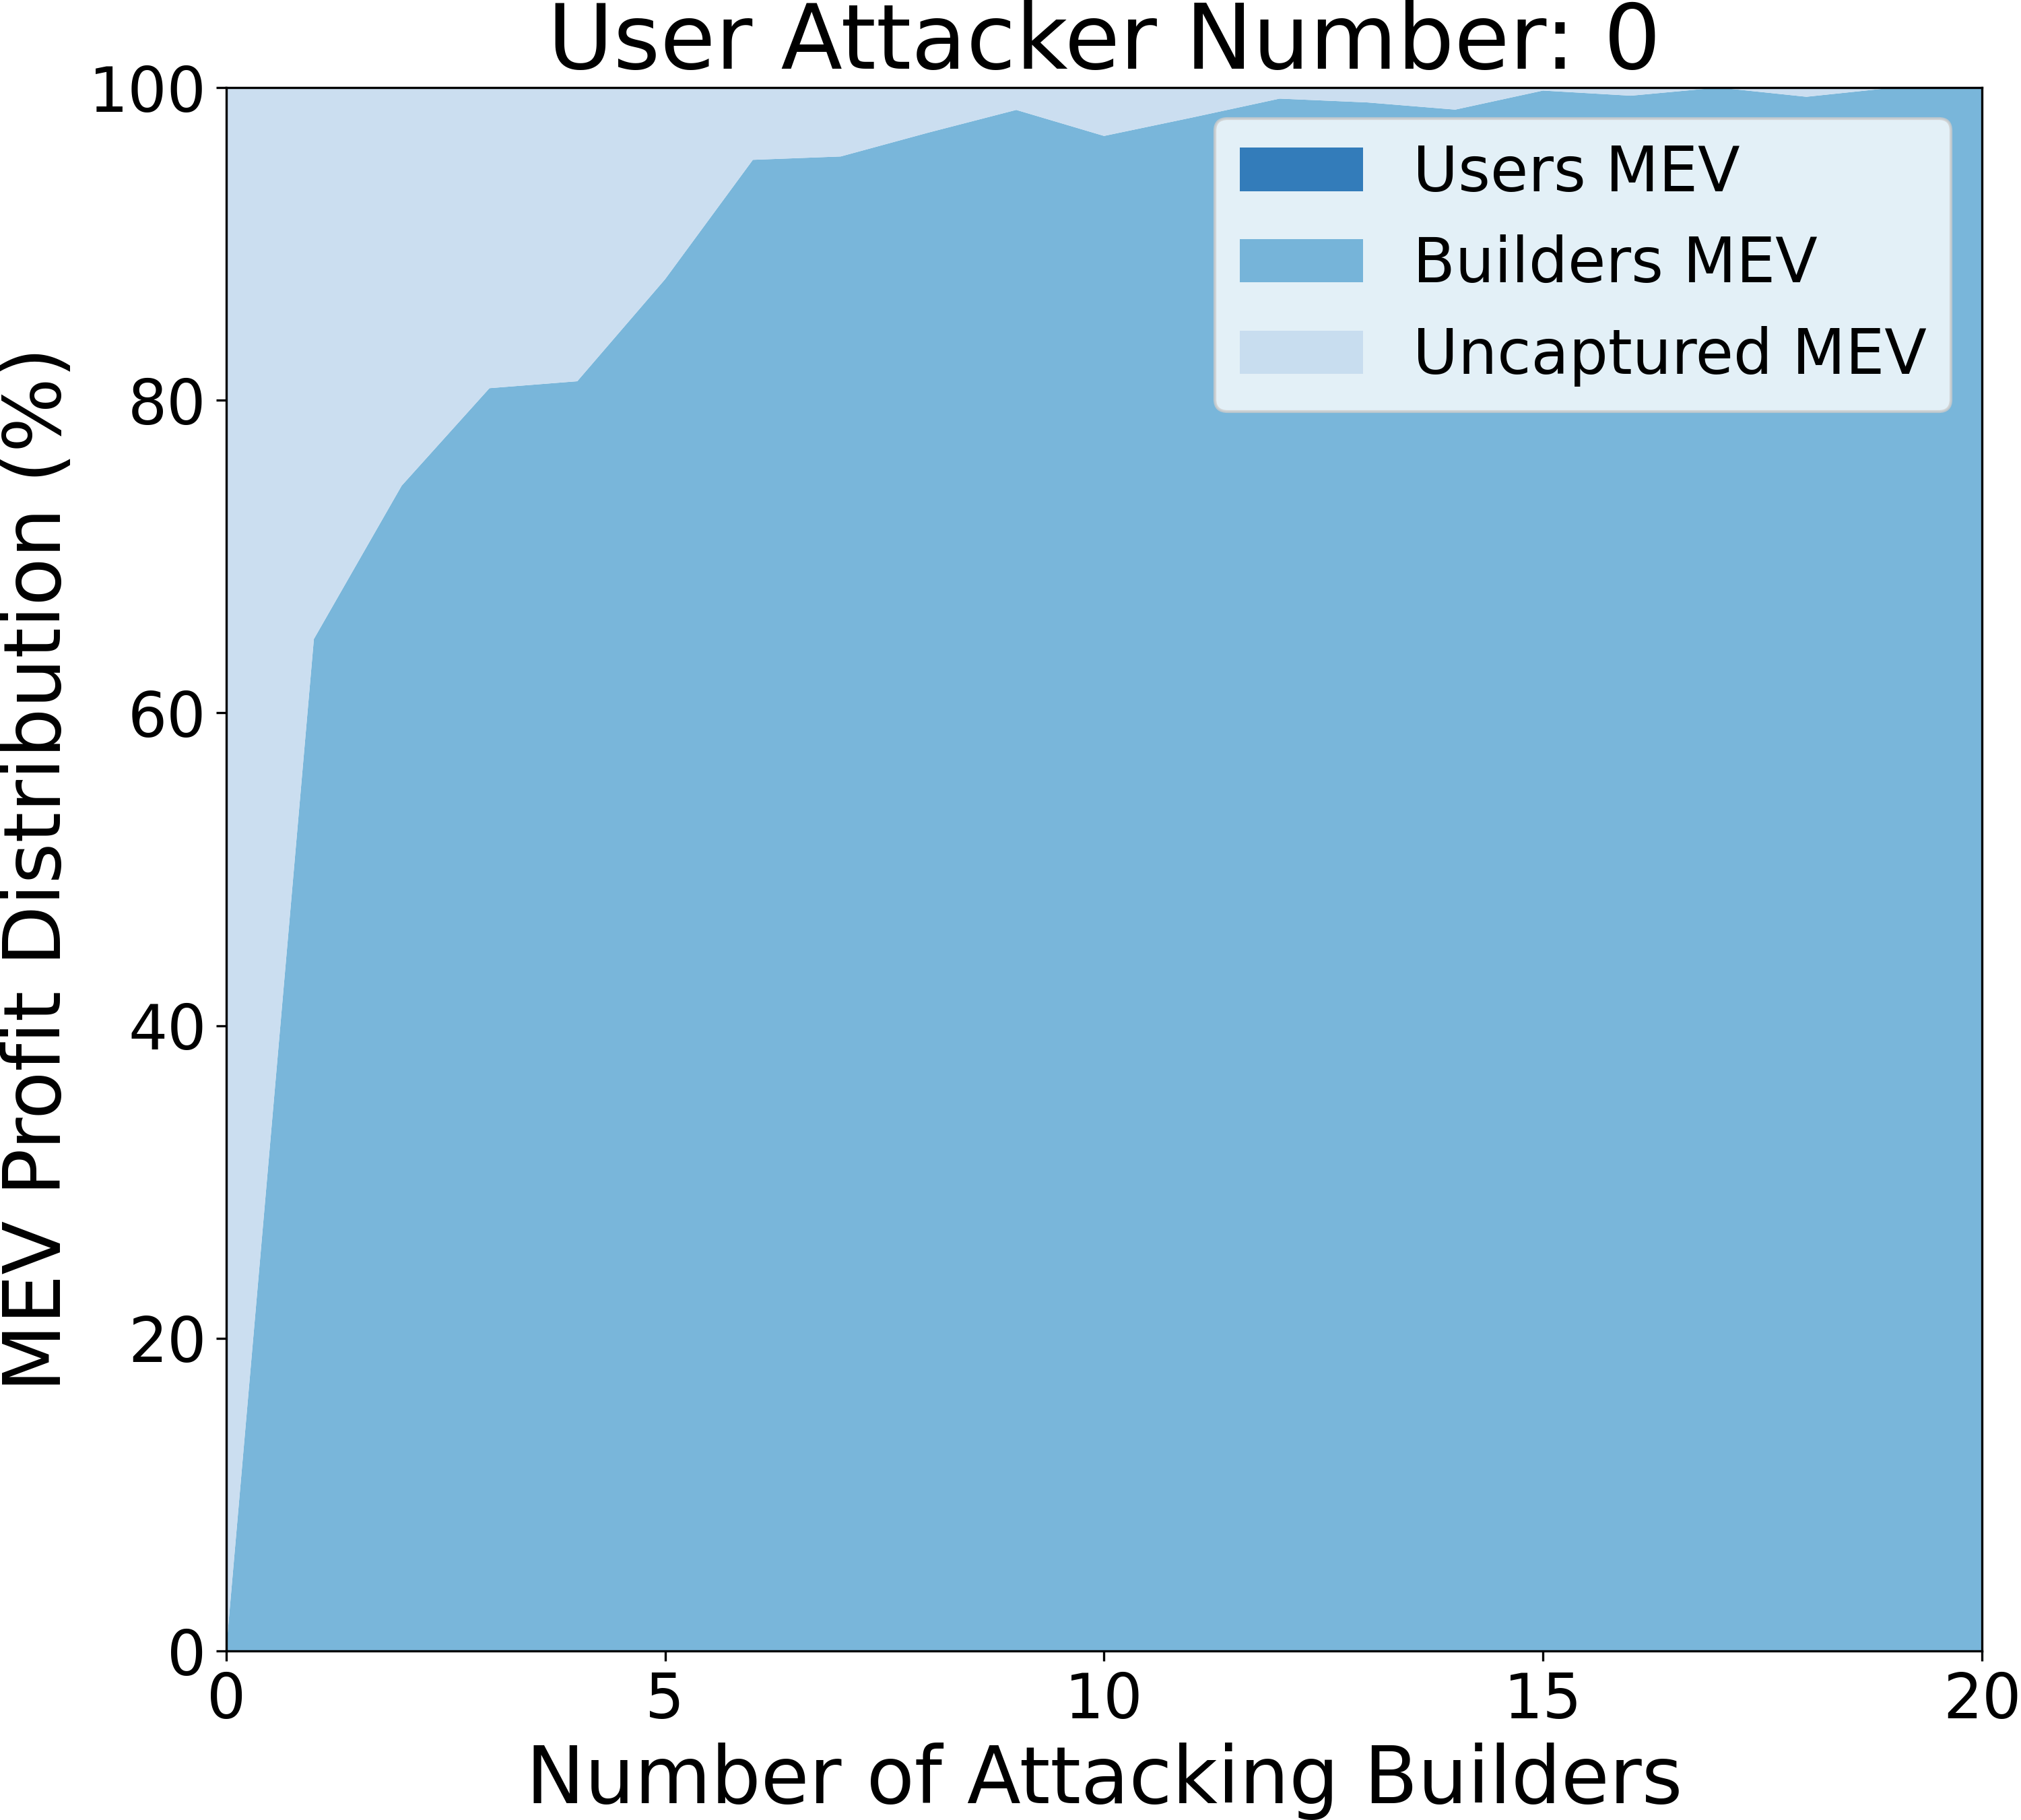 User Attacker Number: 0
MEV Profit Distribution (%)
100
80
60
40
20
0
Users MEV
Builders MEV
Uncaptured MEV
0 5 10 15 20
Number of Attacking Builders